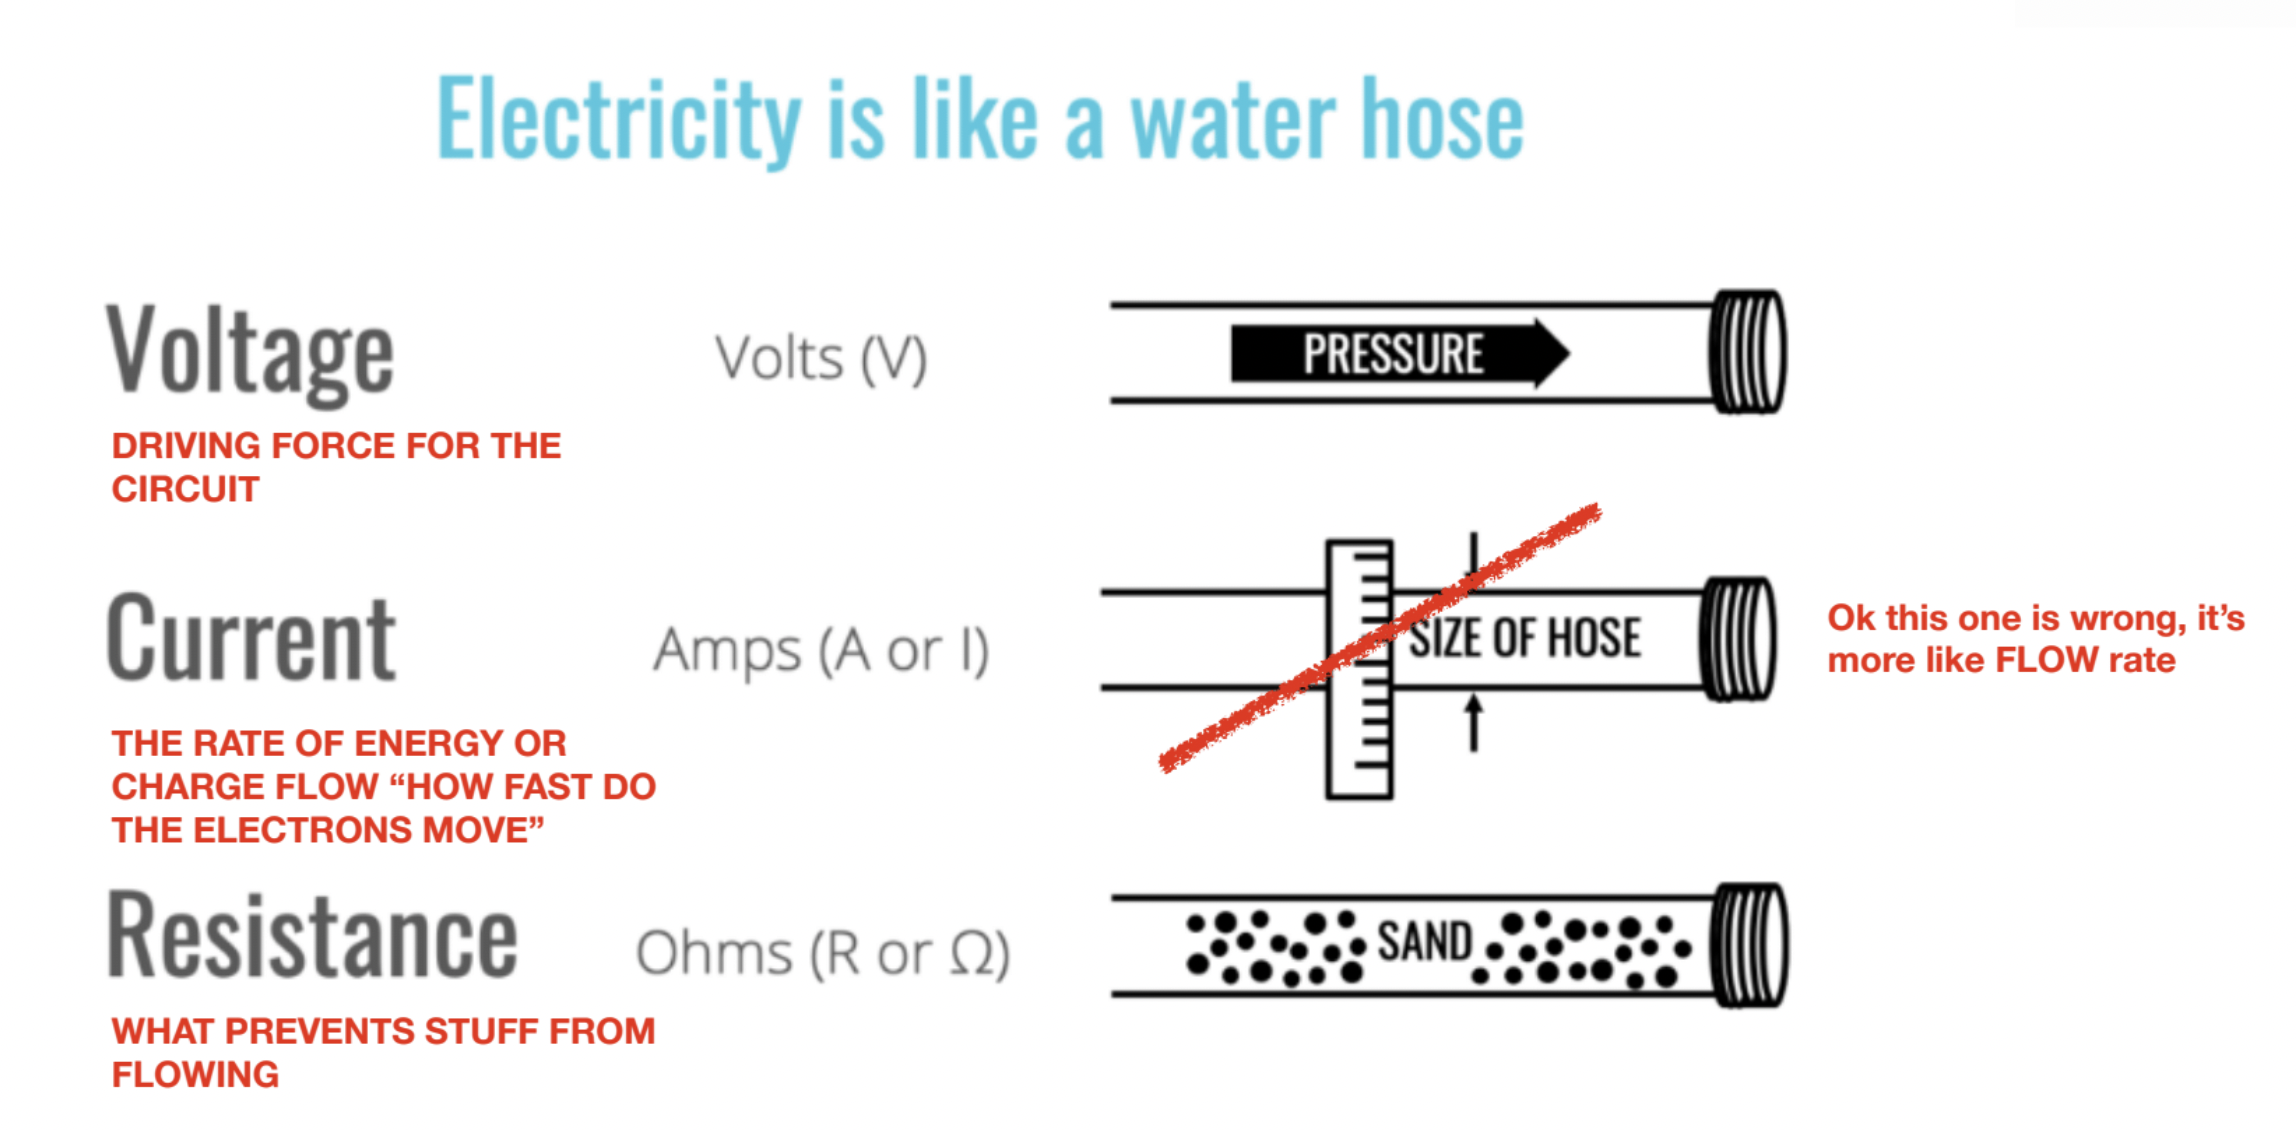 Electricity is like a water hose
Voltage
Volts (V)
PRESSURE
DRIVING FORCE FOR THE
CIRCUIT
Current
Amps (A or I)
SIZE OF HOSE
Ok this one is wrong, it’s
more like FLOW rate
THE RATE OF ENERGY OR
CHARGE FLOW “HOW FAST DO
THE ELECTRONS MOVE”
Resistance
Ohms (R or Ω)
SAND
WHAT PREVENTS STUFF FROM
FLOWING